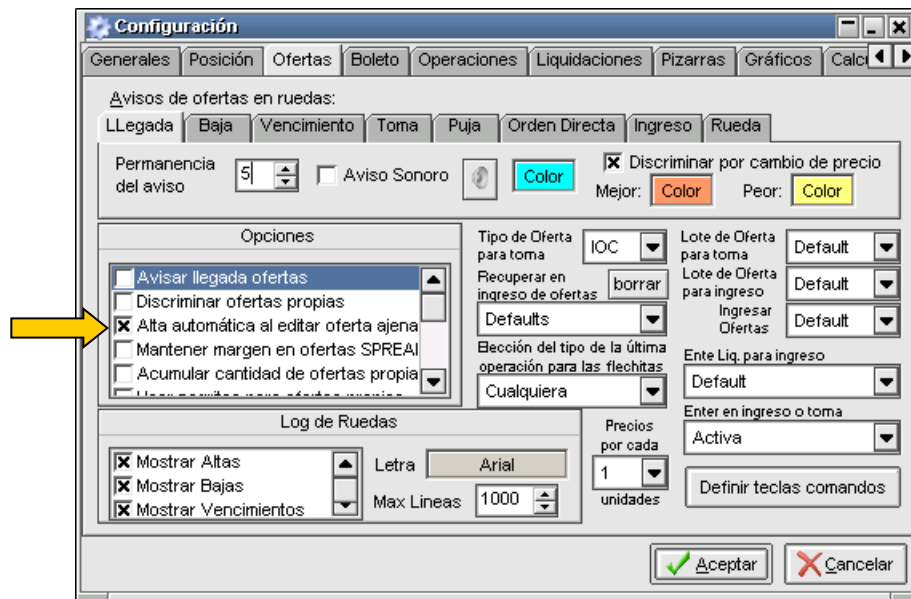 Configuración
Generales Posición Ofertas Boleto Operaciones Liquidaciones Pizarras Gráficos
Avisos de ofertas en ruedas:
LLegada Baja Vencimiento Toma Puja Orden Directa Ingreso Rueda
Permanencia
del aviso
5
Aviso Sonoro
Color
Discriminar por cambio de precio
Mejor: Color Peor: Color
Opciones
Avisar llegada ofertas
Discriminar ofertas propias
Alta automática al editar oferta ajena
Mantener margen en ofertas SPREA
Acumular cantidad de ofertas propia
Tipo de Oferta
para toma
IOC
Recuperar en
ingreso de ofertas
borrar
Defaults
Elección del tipo de la última
operación para las flechitas
Cualquiera
Lote de Oferta
para toma
Default
Lote de Oferta
para ingreso
Default
Ingresar
Ofertas
Default
Ente Liq. para ingreso
Default
Enter en ingreso o toma
Activa
Log de Ruedas
Mostrar Altas
Mostrar Bajas
Mostrar Vencimientos
Letra Arial
Max Lineas 1000
Precios
por cada
1
unidades
Definir teclas comandos
Aceptar Cancelar